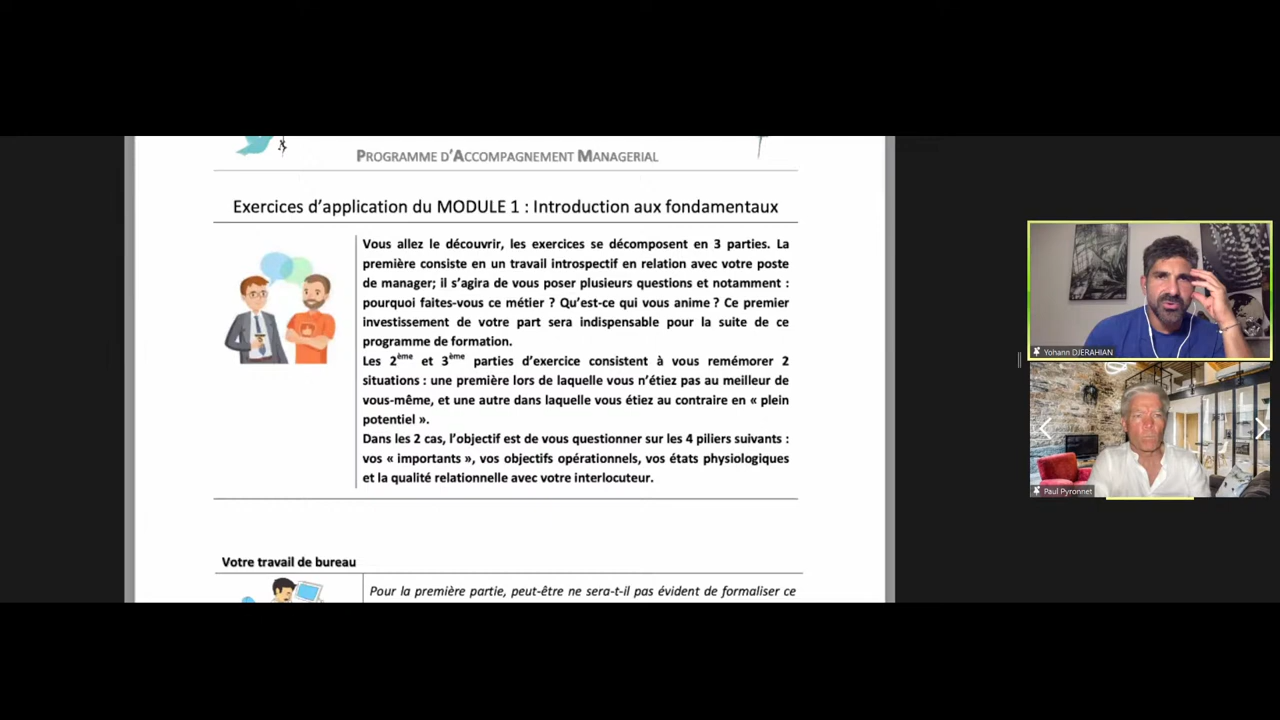 PROGRAMME D'ACCOMPAGNEMENT MANAGERIAL
Exercices d'application du MODULE 1 : Introduction aux fondamentaux
Vous allez le découvrir, les exercices se décomposent en 3 parties. La
première consiste en un travail introspectif en relation avec votre poste
de manager; il s'agira de vous poser plusieurs questions et notamment :
pourquoi faites-vous ce métier ? Qu'est-ce qui vous anime ? Ce premier
investissement de votre part sera indispensable pour la suite de ce
programme de formation.
Les 2ème et 3ème parties d'exercice consistent à vous remémorer 2
situations : une première lors de laquelle vous n'étiez pas au meilleur de
vous-même, et une autre dans laquelle vous étiez au contraire en « plein
potentiel ».
Dans les 2 cas, l'objectif est de vous questionner sur les 4 piliers suivants :
vos « importants », vos objectifs opérationnels, vos états physiologiques
et la qualité relationnelle avec votre interlocuteur.
Votre travail de bureau
Pour la première partie, peut-être ne sera-t-il pas évident de formaliser ce
Yohann DJERAHIAN
Paul Pyronnet